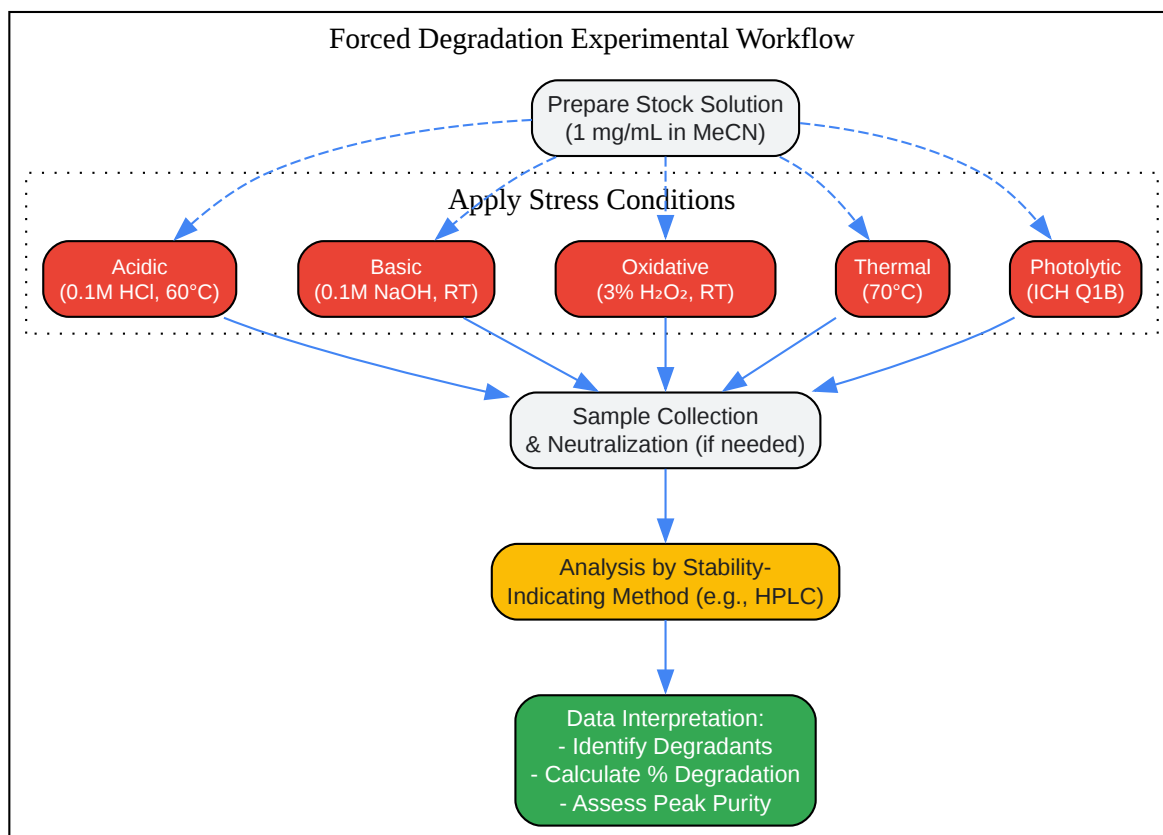 Forced Degradation Experimental Workflow
Prepare Stock Solution
(1 mg/mL in MeCN)
Apply Stress Conditions
Acidic
(0.1M HCl, 60°C)
Basic
(0.1M NaOH, RT)
Oxidative
(3% H₂O₂, RT)
Thermal
(70°C)
Photolytic
(ICH Q1B)
Sample Collection
& Neutralization (if needed)
Analysis by Stability-
Indicating Method (e.g., HPLC)
Data Interpretation:
- Identify Degradants
- Calculate % Degradation
- Assess Peak Purity